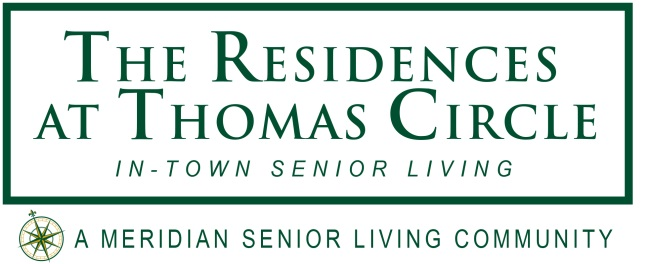 THE RESIDENCES
AT THOMAS CIRCLE
IN-TOWN SENIOR LIVING
A MERIDIAN SENIOR LIVING COMMUNITY